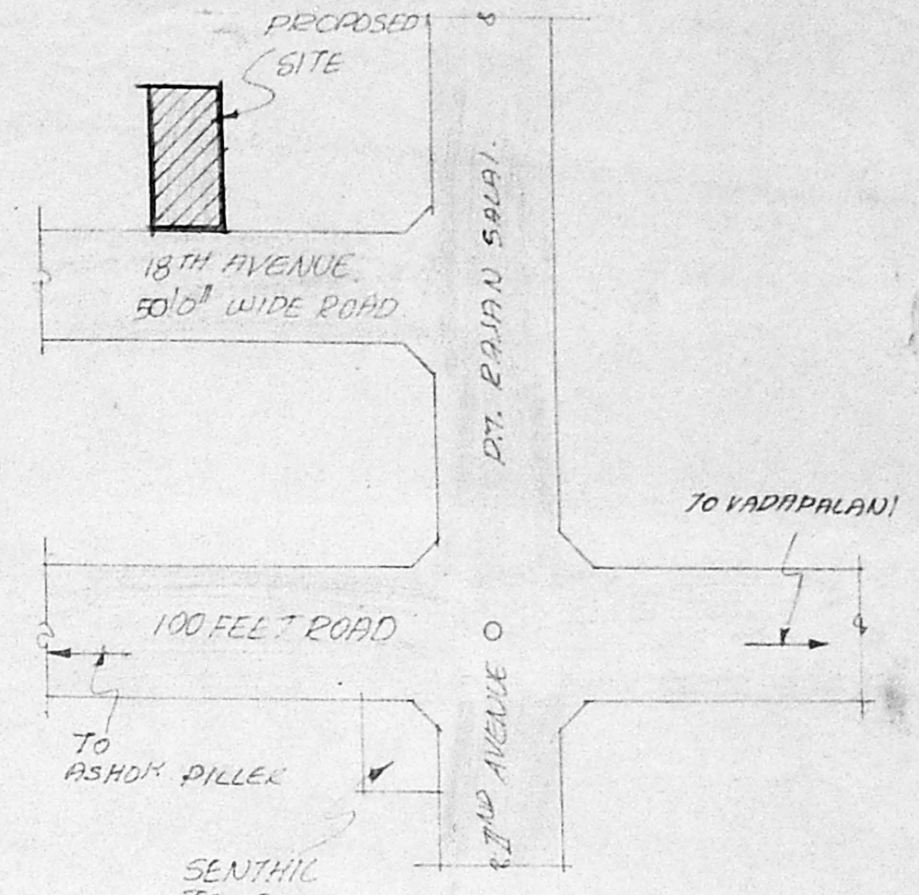 PROPOSED
SITE
18TH AVENUE
50'0" WIDE ROAD
P.T. RAJAN SALAI.
TO VADAPALANI
100 FEET ROAD
TO
ASHOK PILLER
IIND AVENUE
SENTHIL